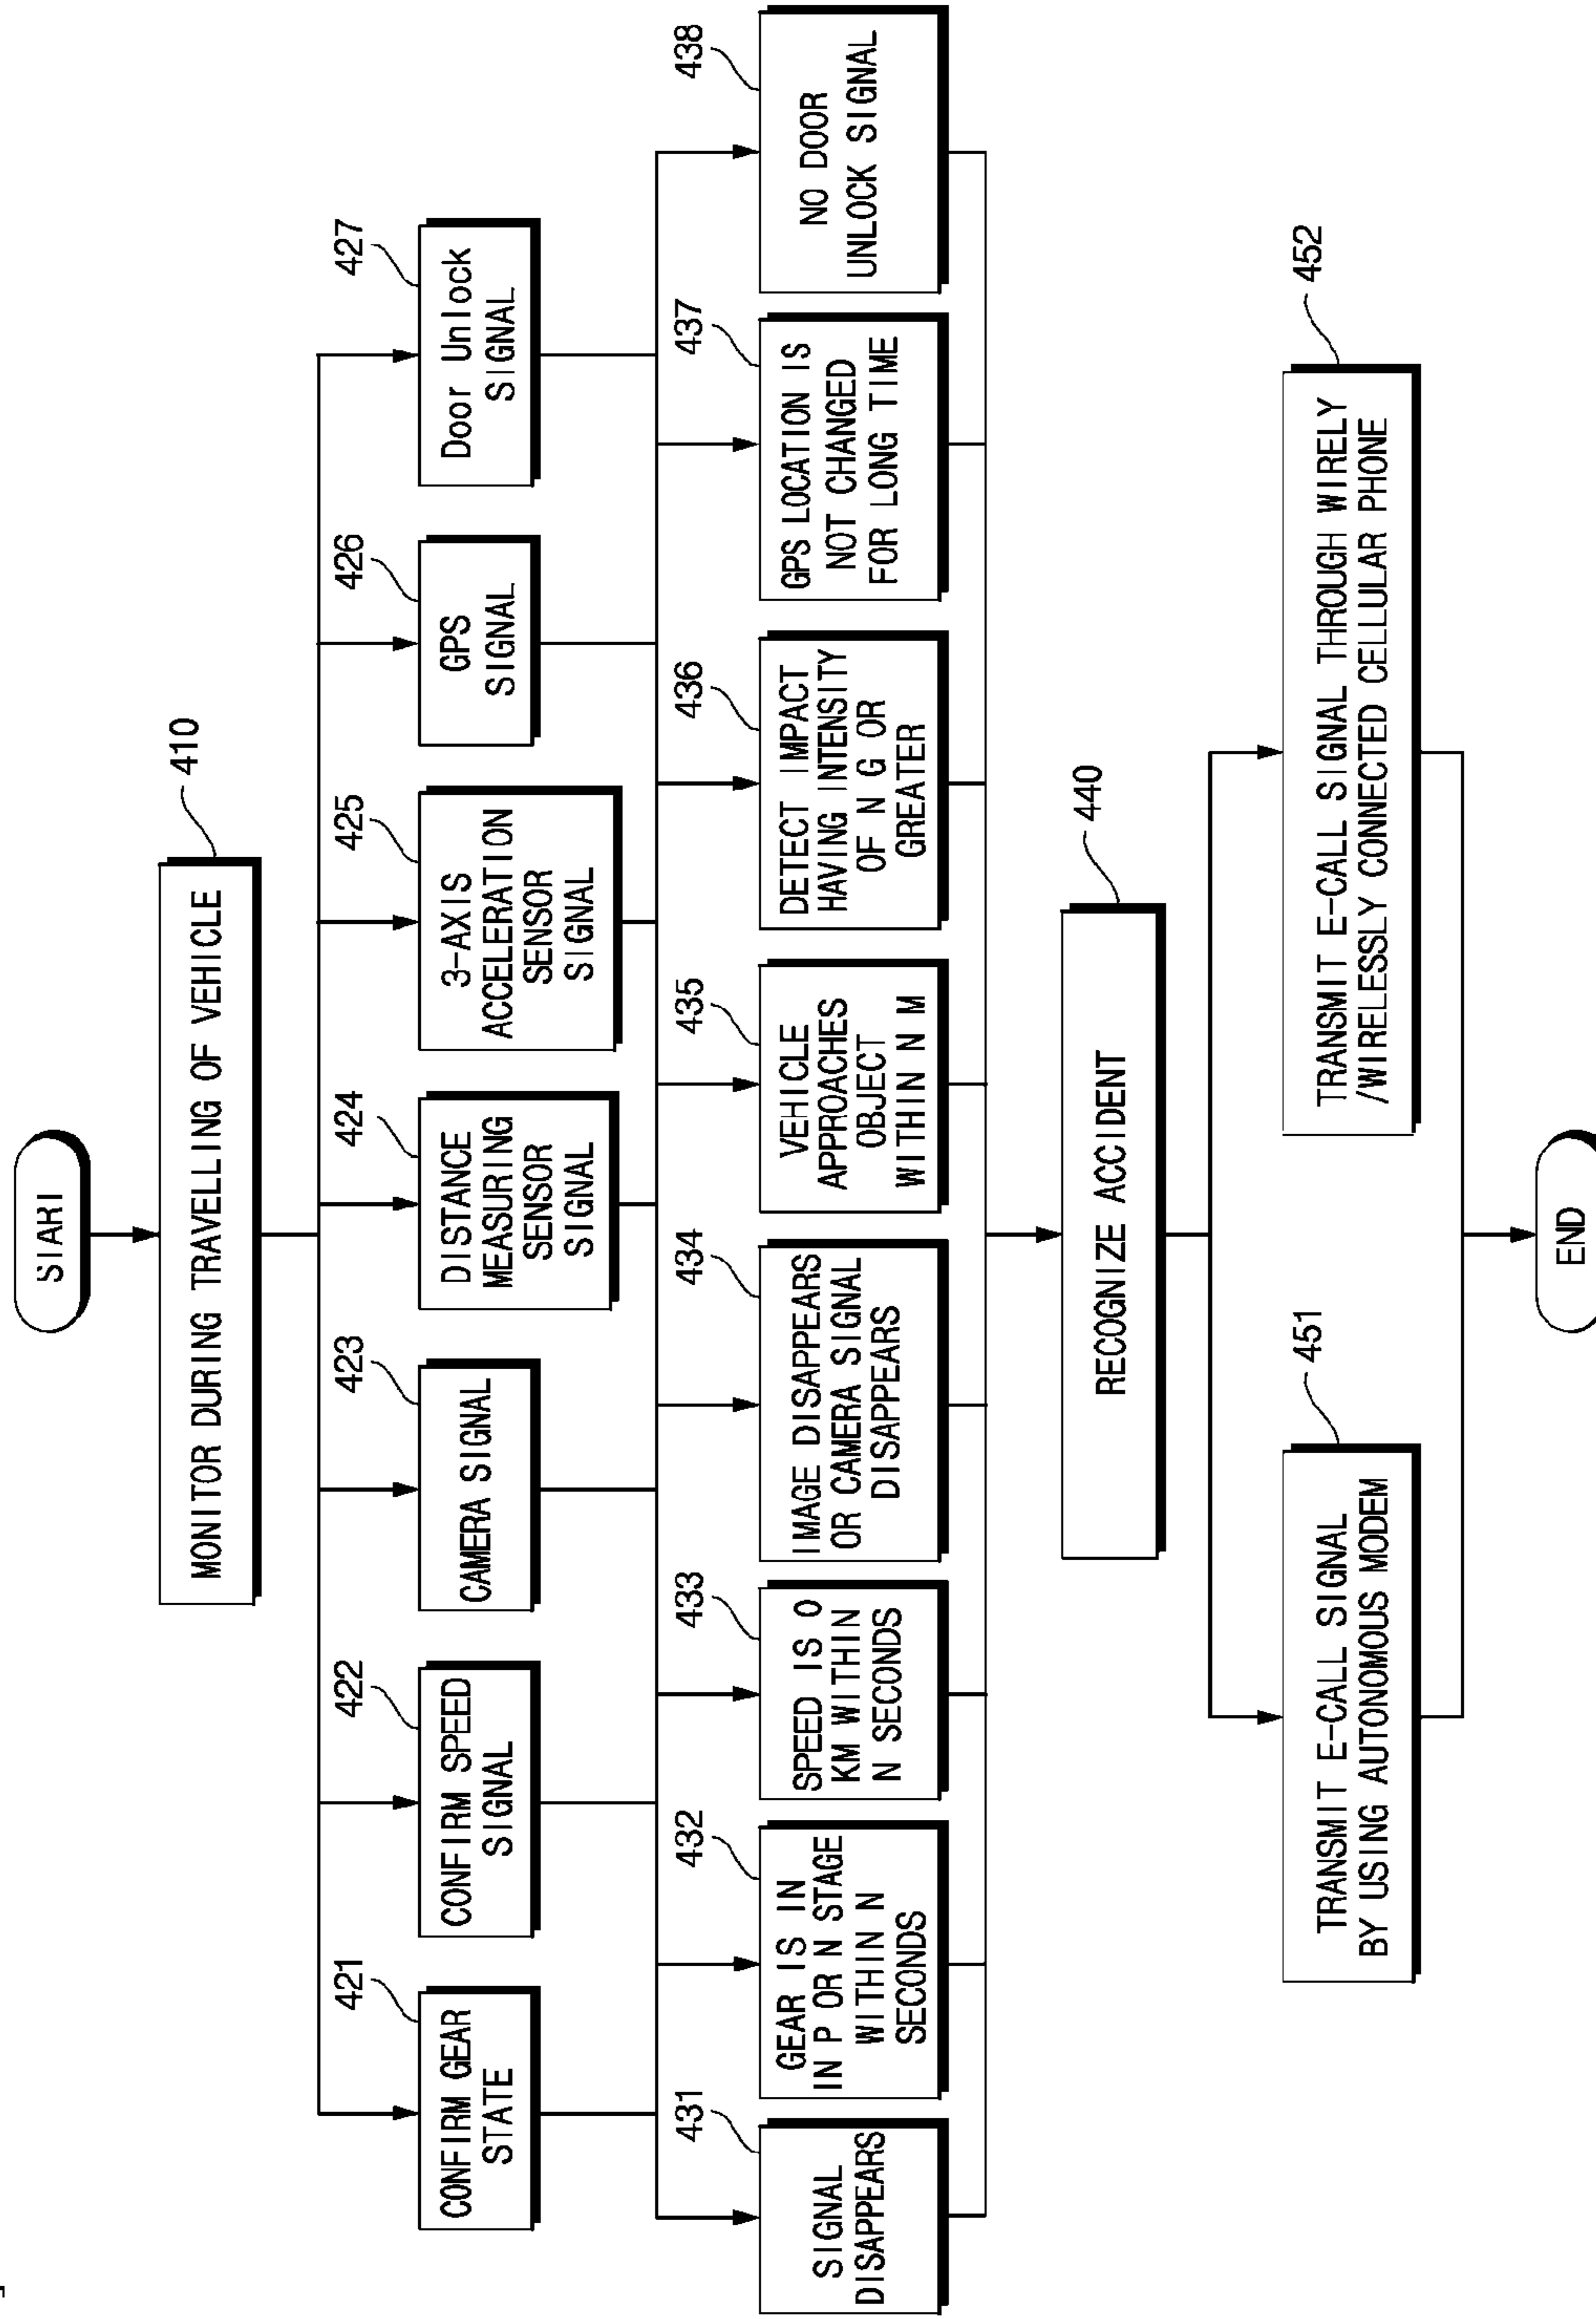 SIARI
MONITOR DURING TRAVELLING OF VEHICLE
410
421
CONFIRM GEAR
STATE
422
CONFIRM SPEED
SIGNAL
423
CAMERA SIGNAL
424
DISTANCE
MEASURING
SENSOR
SIGNAL
425
3-AXIS
ACCELERATION
SENSOR
SIGNAL
426
GPS
SIGNAL
427
Door Unlock
SIGNAL
431
SIGNAL
DISAPPEARS
432
GEAR IS IN
IN P OR N STAGE
WITHIN N
SECONDS
433
SPEED IS 0
KM WITHIN
N SECONDS
434
IMAGE DISAPPEARS
OR CAMERA SIGNAL
DISAPPEARS
435
VEHICLE
APPROACHES
OBJECT
WITHIN N M
436
DETECT IMPACT
HAVING INTENSITY
OF N G OR
GREATER
437
GPS LOCATION IS
NOT CHANGED
FOR LONG TIME
438
NO DOOR
UNLOCK SIGNAL
440
RECOGNIZE ACCIDENT
451
TRANSMIT E-CALL SIGNAL
BY USING AUTONOMOUS MODEM
452
TRANSMIT E-CALL SIGNAL THROUGH WIRELY
/WIRELESSLY CONNECTED CELLULAR PHONE
END